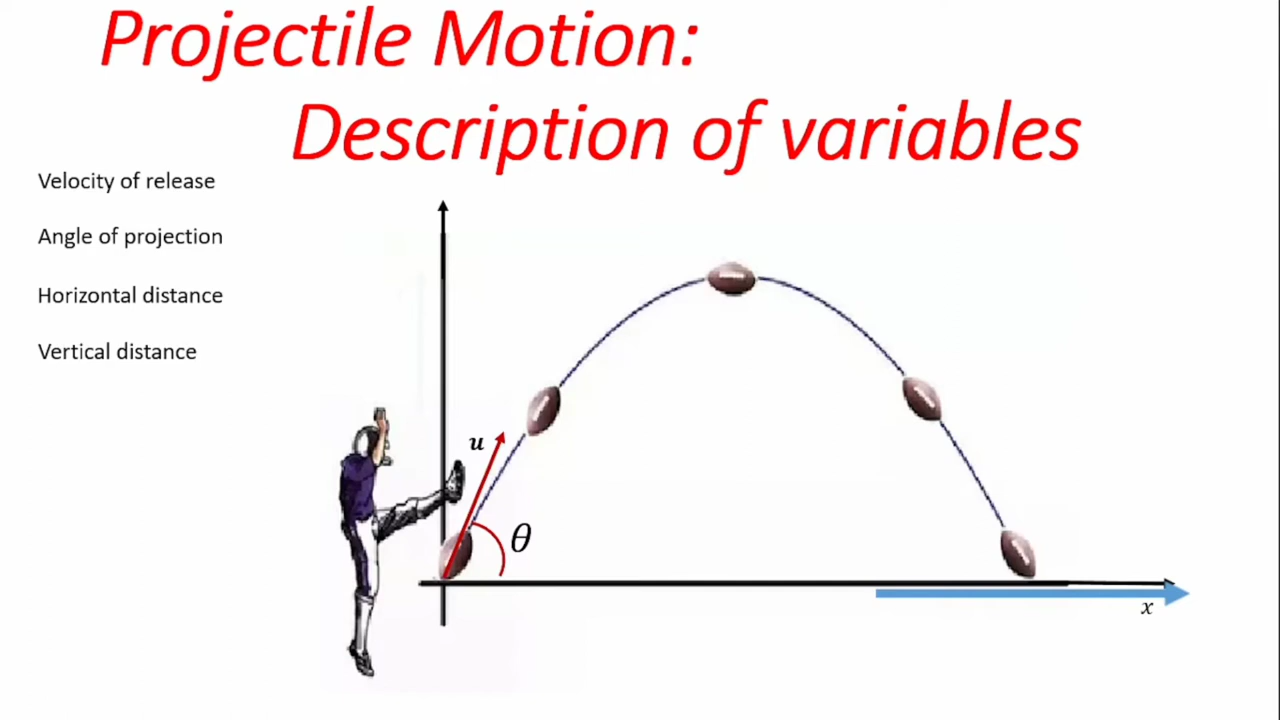 Projectile Motion:
Description of variables
Velocity of release
Angle of projection
Horizontal distance
Vertical distance
u
θ
x